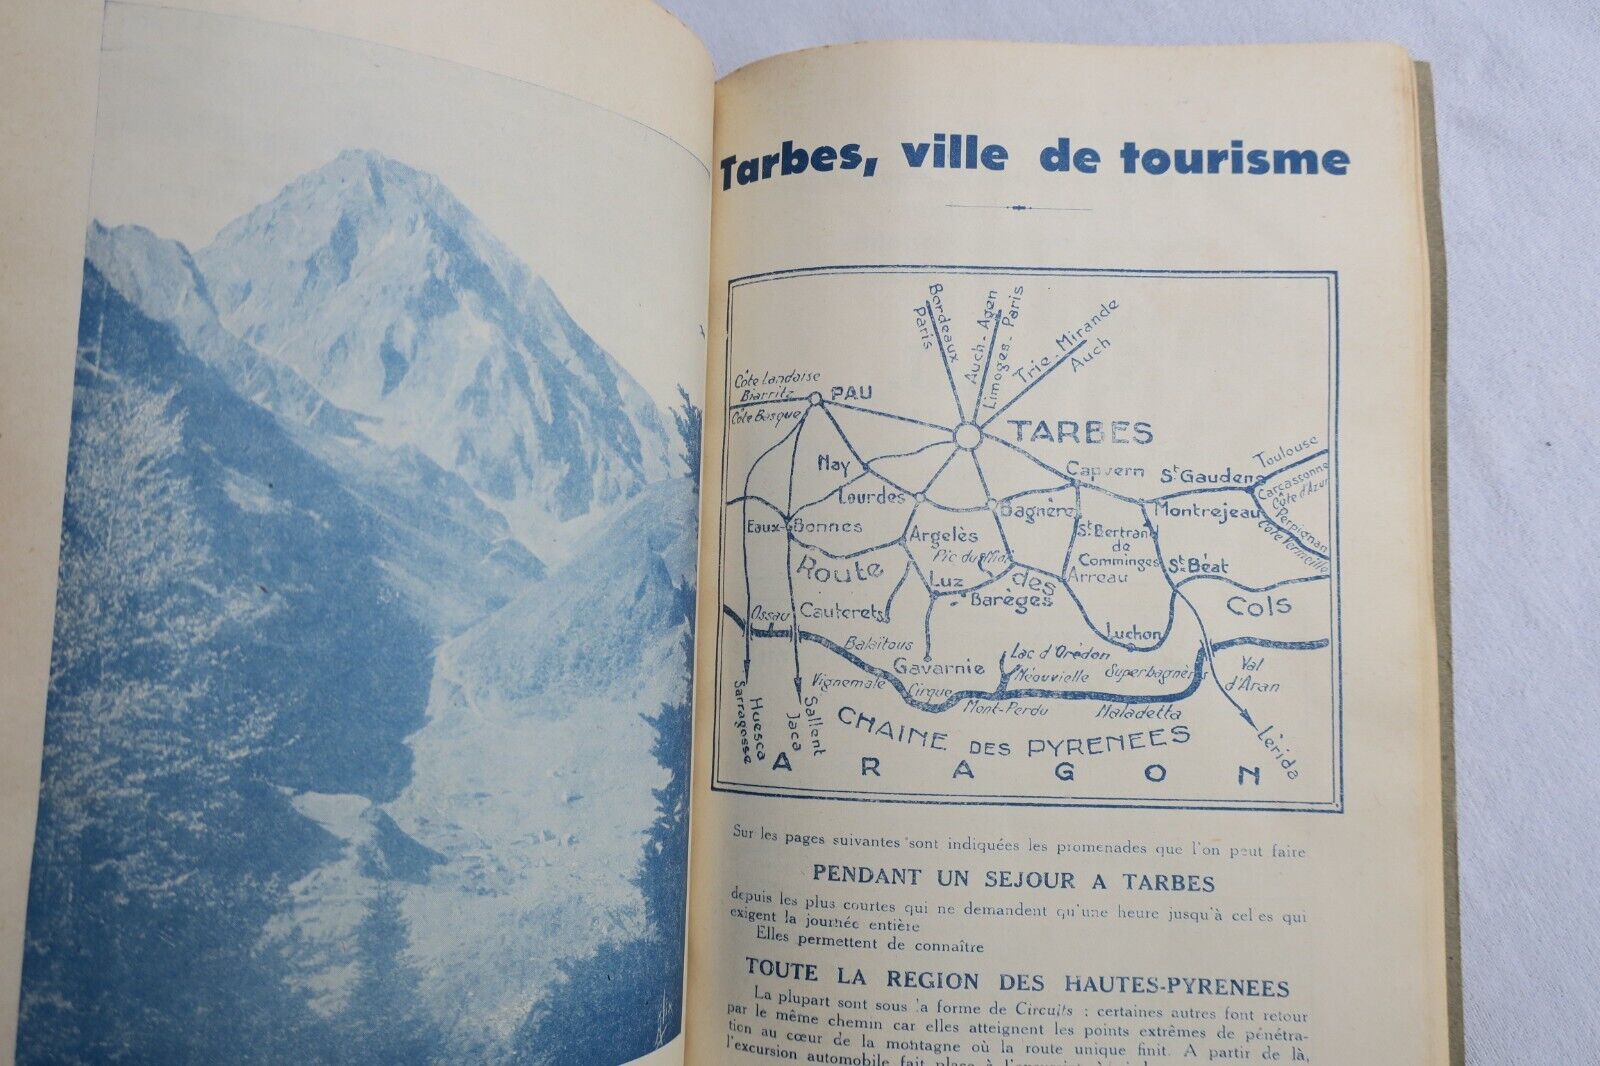 Tarbes, ville de tourisme
Bordeaux
Paris
Auch-Agen
Limoges-Paris
Trie-Mirande
Auch
Côte Landaise
Biarritz
Côte Basque
PAU
TARBES
Nay
Capvern
St Gaudens
Toulouse
Carcassonne
Côte d'Azur
Perpignan
Côte Vermeille
Lourdes
Bagnères
Montrejeau
Eaux-Bonnes
Argelès
St Bertrand
de
Comminges
St Béat
Pic du Midi
Route
des
Cols
Luz
Arreau
Barèges
Cauterets
Ossau
Luchon
Balaïtous
Gavarnie
Lac d'Orédon
Néouvielle
Superbagnères
Val
d'Aran
Vignemale
Cirque
Mont-Perdu
Maladetta
Sarragosse
Huesca
Sallent
Jaca
Lérida
CHAINE DES PYRENEES
ARAGON
Sur les pages suivantes sont indiquées les promenades que l'on peut faire
PENDANT UN SEJOUR A TARBES
depuis les plus courtes qui ne demandent qu'une heure jusqu'à celles qui
exigent la journée entière
Elles permettent de connaître
TOUTE LA REGION DES HAUTES-PYRENEES
La plupart sont sous la forme de Circuits : certaines autres font retour
par le même chemin car elles atteignent les points extrêmes de pénétra-
tion au cœur de la montagne où la route unique finit. A partir de là,
l'excursion automobile fait place à